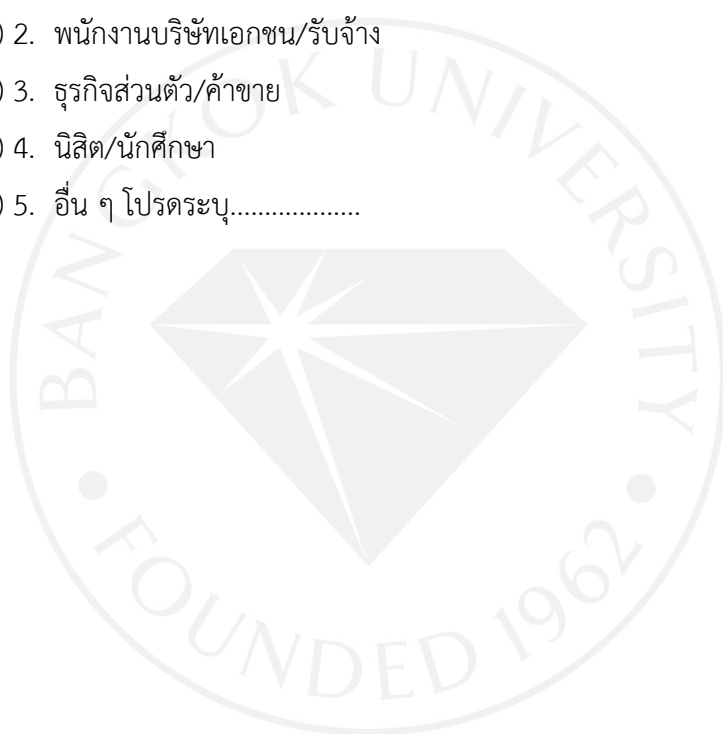 ) 2. พนักงานบริษัทเอกชน/รับจ้าง
) 3. ธุรกิจส่วนตัว/ค้าขาย
) 4. นิสิต/นักศึกษา
) 5. อื่น ๆ โปรดระบุ...................
BANGKOK UNIVERSITY
FOUNDED 1962